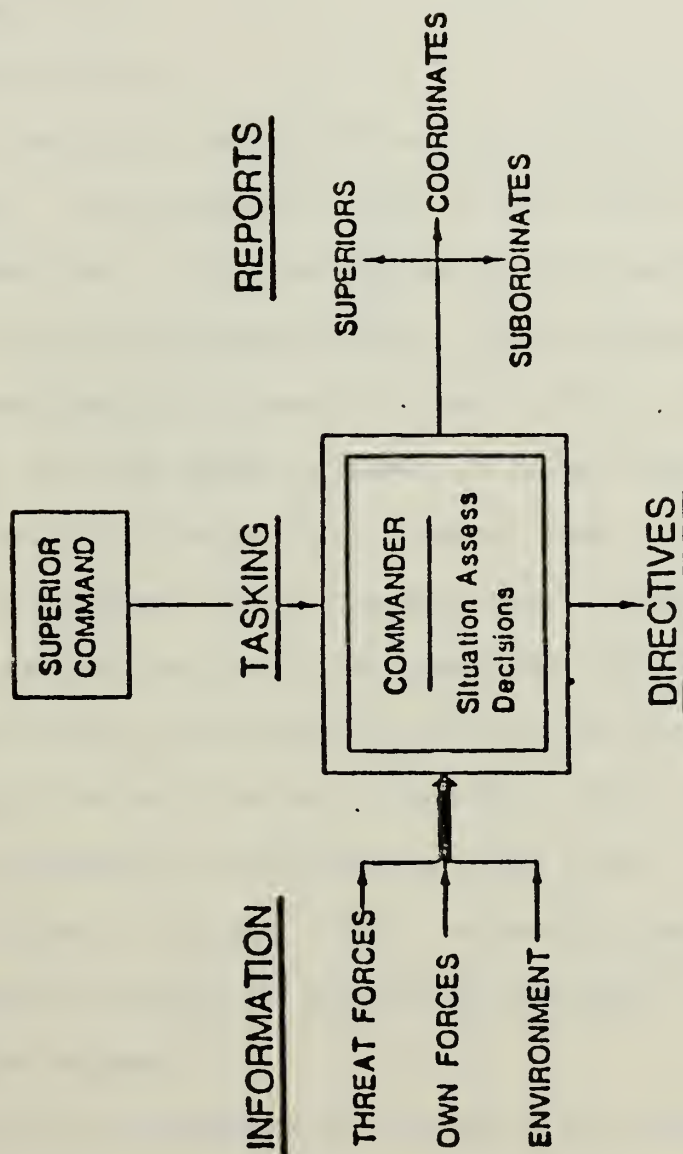 SUPERIOR
COMMAND
INFORMATION
TASKING
REPORTS
THREAT FORCES
OWN FORCES
ENVIRONMENT
COMMANDER
Situation Assess
Decisions
SUPERIORS
COORDINATES
SUBORDINATES
DIRECTIVES